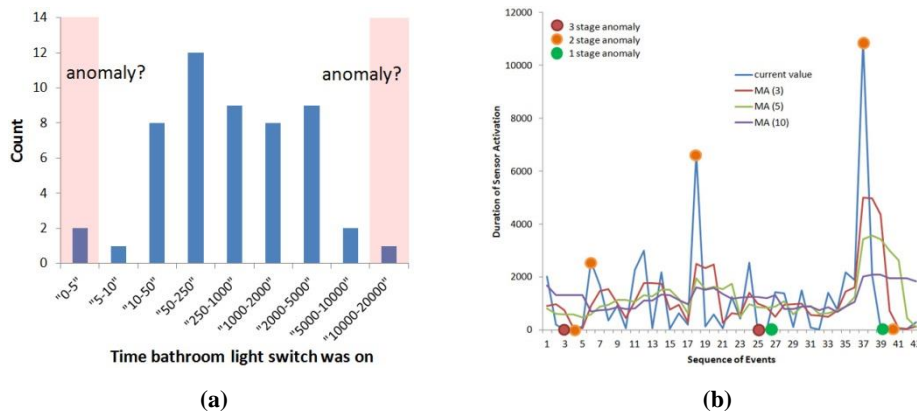 14
12
10
8
6
4
2
0
Count
anomaly?
anomaly?
"0-5"
"5-10"
"10-50"
"50-250"
"250-1000"
"1000-2000"
"2000-5000"
"5000-10000"
"10000-20000"
Time bathroom light switch was on
(a)
12000
10000
8000
6000
4000
2000
0
Duration of Sensor Activation
3 stage anomaly
2 stage anomaly
1 stage anomaly
current value
MA (3)
MA (5)
MA (10)
1 3 5 7 9 11 13 15 17 19 21 23 25 27 29 31 33 35 37 39 41
Sequence of Events
(b)